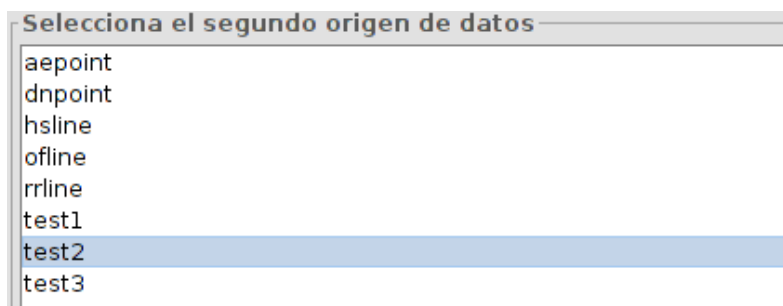 Selecciona el segundo origen de datos
aepoint
dnpoint
hsline
ofline
rrline
test1
test2
test3